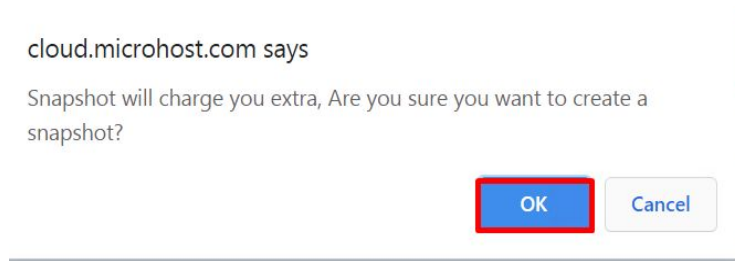 cloud.microhost.com says
Snapshot will charge you extra, Are you sure you want to create a
snapshot?
OK Cancel